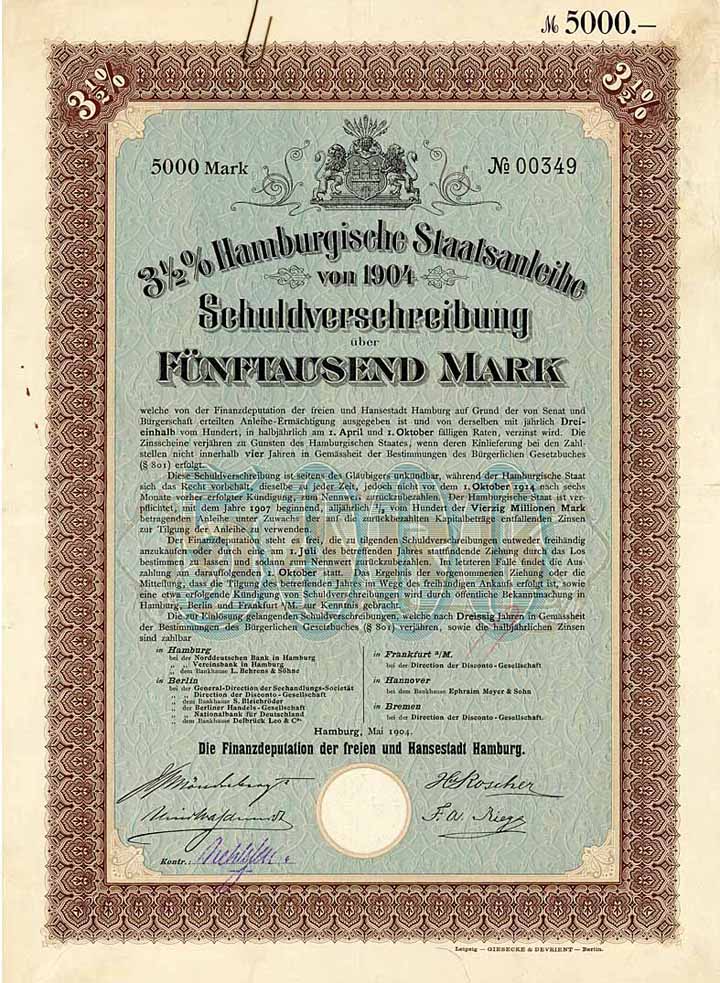 ℳ 5000.—
3½% 3½%
5000 Mark № 00349
3½% Hamburgische Staatsanleihe
von 1904
Schuldverschreibung
über
FÜNFTAUSEND MARK
welche von der Finanzdeputation der freien und Hansestadt Hamburg auf Grund der von Senat und
Bürgerschaft erteilten Anleihe-Ermächtigung ausgegeben ist und von derselben mit jährlich Drei-
einhalb vom Hundert, in halbjährlich am 1. April und 1. Oktober fälligen Raten, verzinst wird. Die
Zinsscheine verjähren zu Gunsten des Hamburgischen Staates, wenn deren Einlieferung bei den Zahl-
stellen nicht innerhalb vier Jahren in Gemässheit der Bestimmungen des Bürgerlichen Gesetzbuches
(§ 801) erfolgt.
Diese Schuldverschreibung ist seitens des Gläubigers unkündbar, während der Hamburgische Staat
sich das Recht vorbehält, dieselbe zu jeder Zeit, jedoch nicht vor dem 1. Oktober 1914 nach sechs
Monate vorher erfolgter Kündigung, zum Nennwert zurückzubezahlen. Der Hamburgische Staat ist ver-
pflichtet, mit dem Jahre 1907 beginnend, alljährlich ½ vom Hundert der Vierzig Millionen Mark
betragenden Anleihe unter Zuwachs der auf die zurückbezahlten Kapitalbeträge entfallenden Zinsen
zur Tilgung der Anleihe zu verwenden.
Der Finanzdeputation steht es frei, die zu tilgenden Schuldverschreibungen entweder freihändig
anzukaufen oder durch eine am 1. Juli des betreffenden Jahres stattfindende Ziehung durch das Los
bestimmen zu lassen und zum Nennwert zurückzubezahlen. In letzterem Falle findet die Aus-
zahlung am darauffolgenden 1. Oktober statt. Das Ergebnis der vorgenommenen Ziehung oder die
Mitteilung, dass die Tilgung des betreffenden Jahres im Wege des freihändigen Ankaufs erfolgt ist, sowie
eine etwa erfolgende Kündigung von Schuldverschreibungen wird durch öffentliche Bekanntmachung in
Hamburg, Berlin und Frankfurt ᵃ/M. zur Kenntnis gebracht.
Die zur Einlösung gelangenden Schuldverschreibungen, welche nach Dreissig Jahren in Gemässheit
der Bestimmungen des Bürgerlichen Gesetzbuches (§ 801) verjähren, sowie die halbjährlichen Zinsen
sind zahlbar
in Hamburg
bei der Norddeutschen Bank in Hamburg
„ „ Vereinsbank in Hamburg
„ dem Bankhause L. Behrens & Söhne
in Berlin
bei der General-Direction der Seehandlungs-Societät
„ „ Direction der Disconto-Gesellschaft
„ dem Bankhause S. Bleichröder
„ der Berliner Handels-Gesellschaft
„ „ Nationalbank für Deutschland
„ dem Bankhause Delbrück Leo & Cº.
in Frankfurt ᵃ/M.
bei der Direction der Disconto-Gesellschaft
in Hannover
bei dem Bankhause Ephraim Meyer & Sohn
in Bremen
bei der Direction der Disconto-Gesellschaft.
Hamburg, Mai 1904.
Die Finanzdeputation der freien und Hansestadt Hamburg.
Roscher
F. A. Riege
Kontr.:
Leipzig — GIESECKE & DEVRIENT — Berlin.
5000